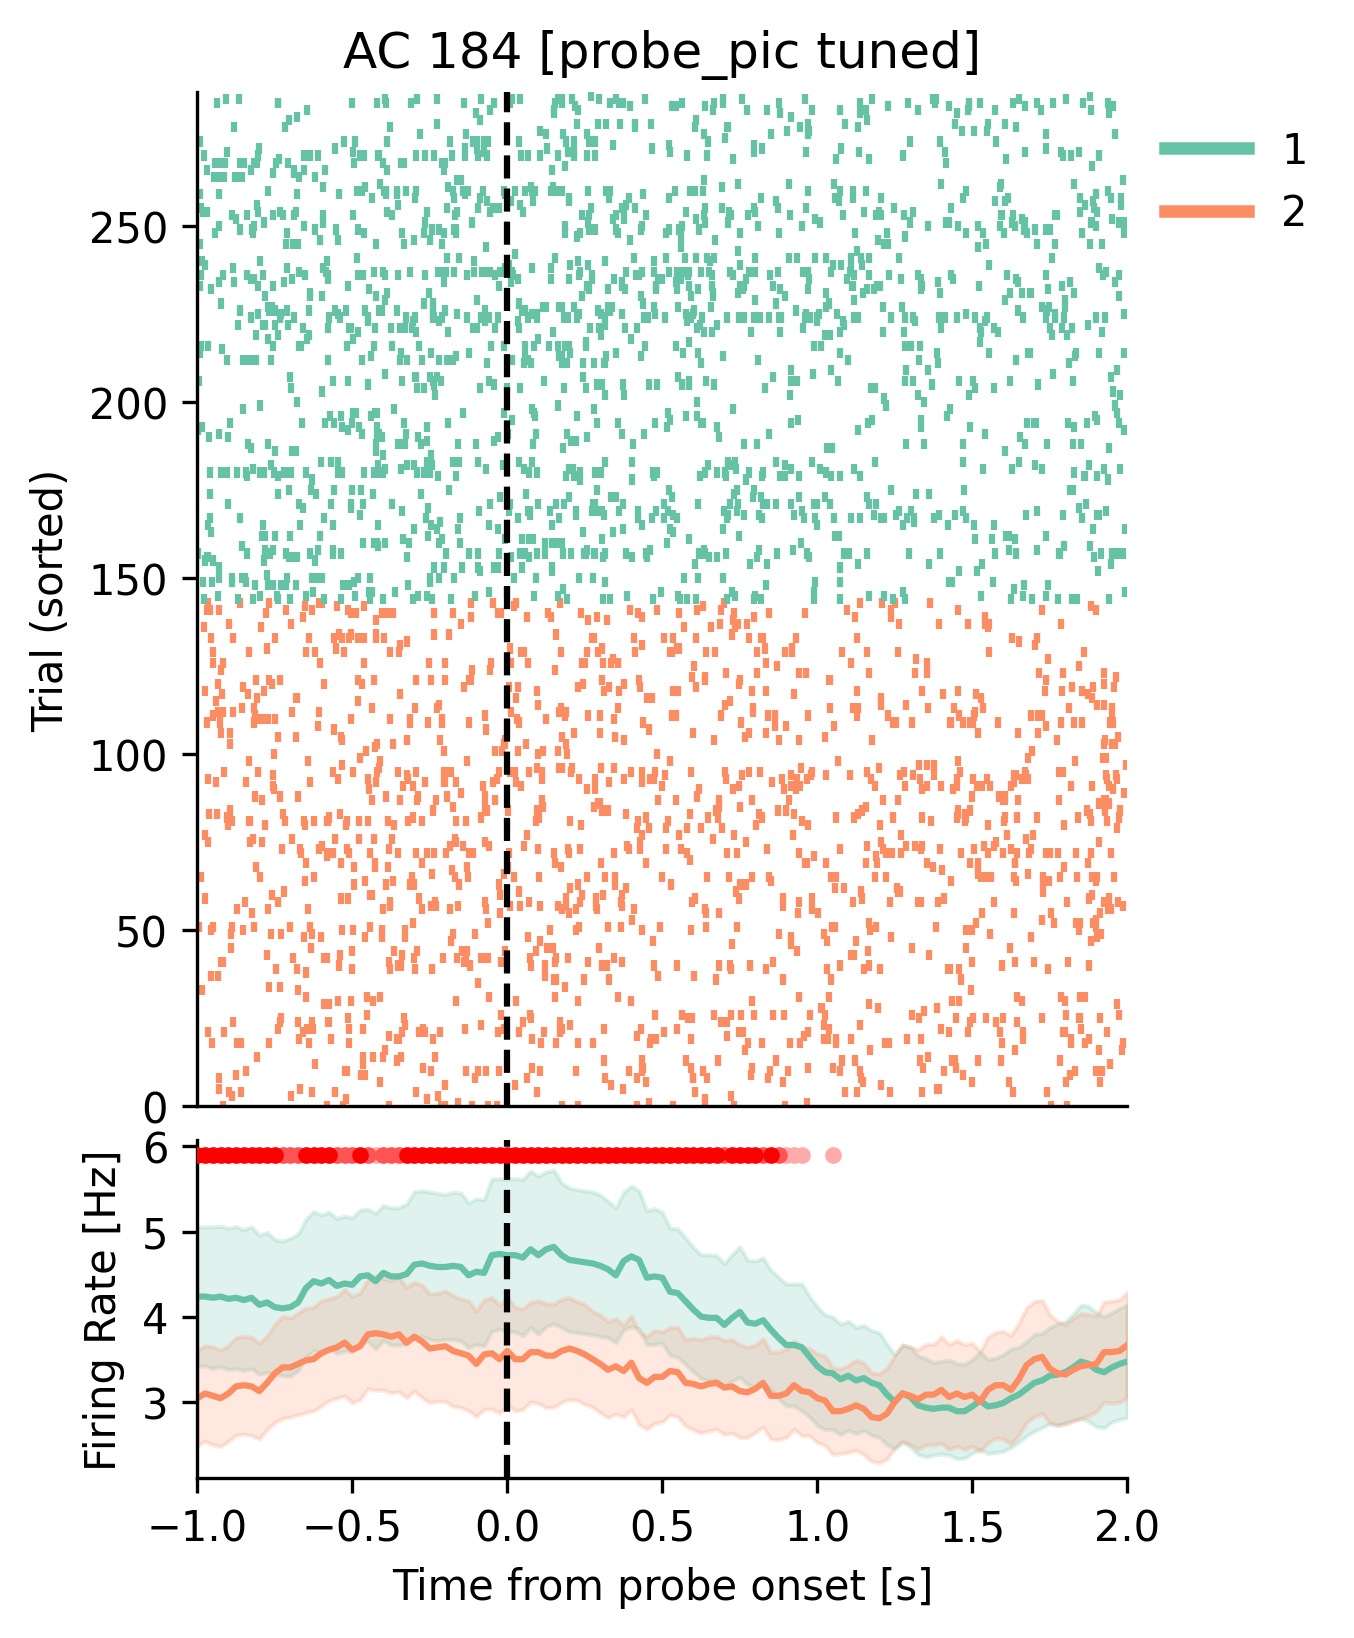 AC 184 [probe_pic tuned]
1
2
Trial (sorted)
250
200
150
100
50
0
Firing Rate [Hz]
6
5
4
3
−1.0 −0.5 0.0 0.5 1.0 1.5 2.0
Time from probe onset [s]